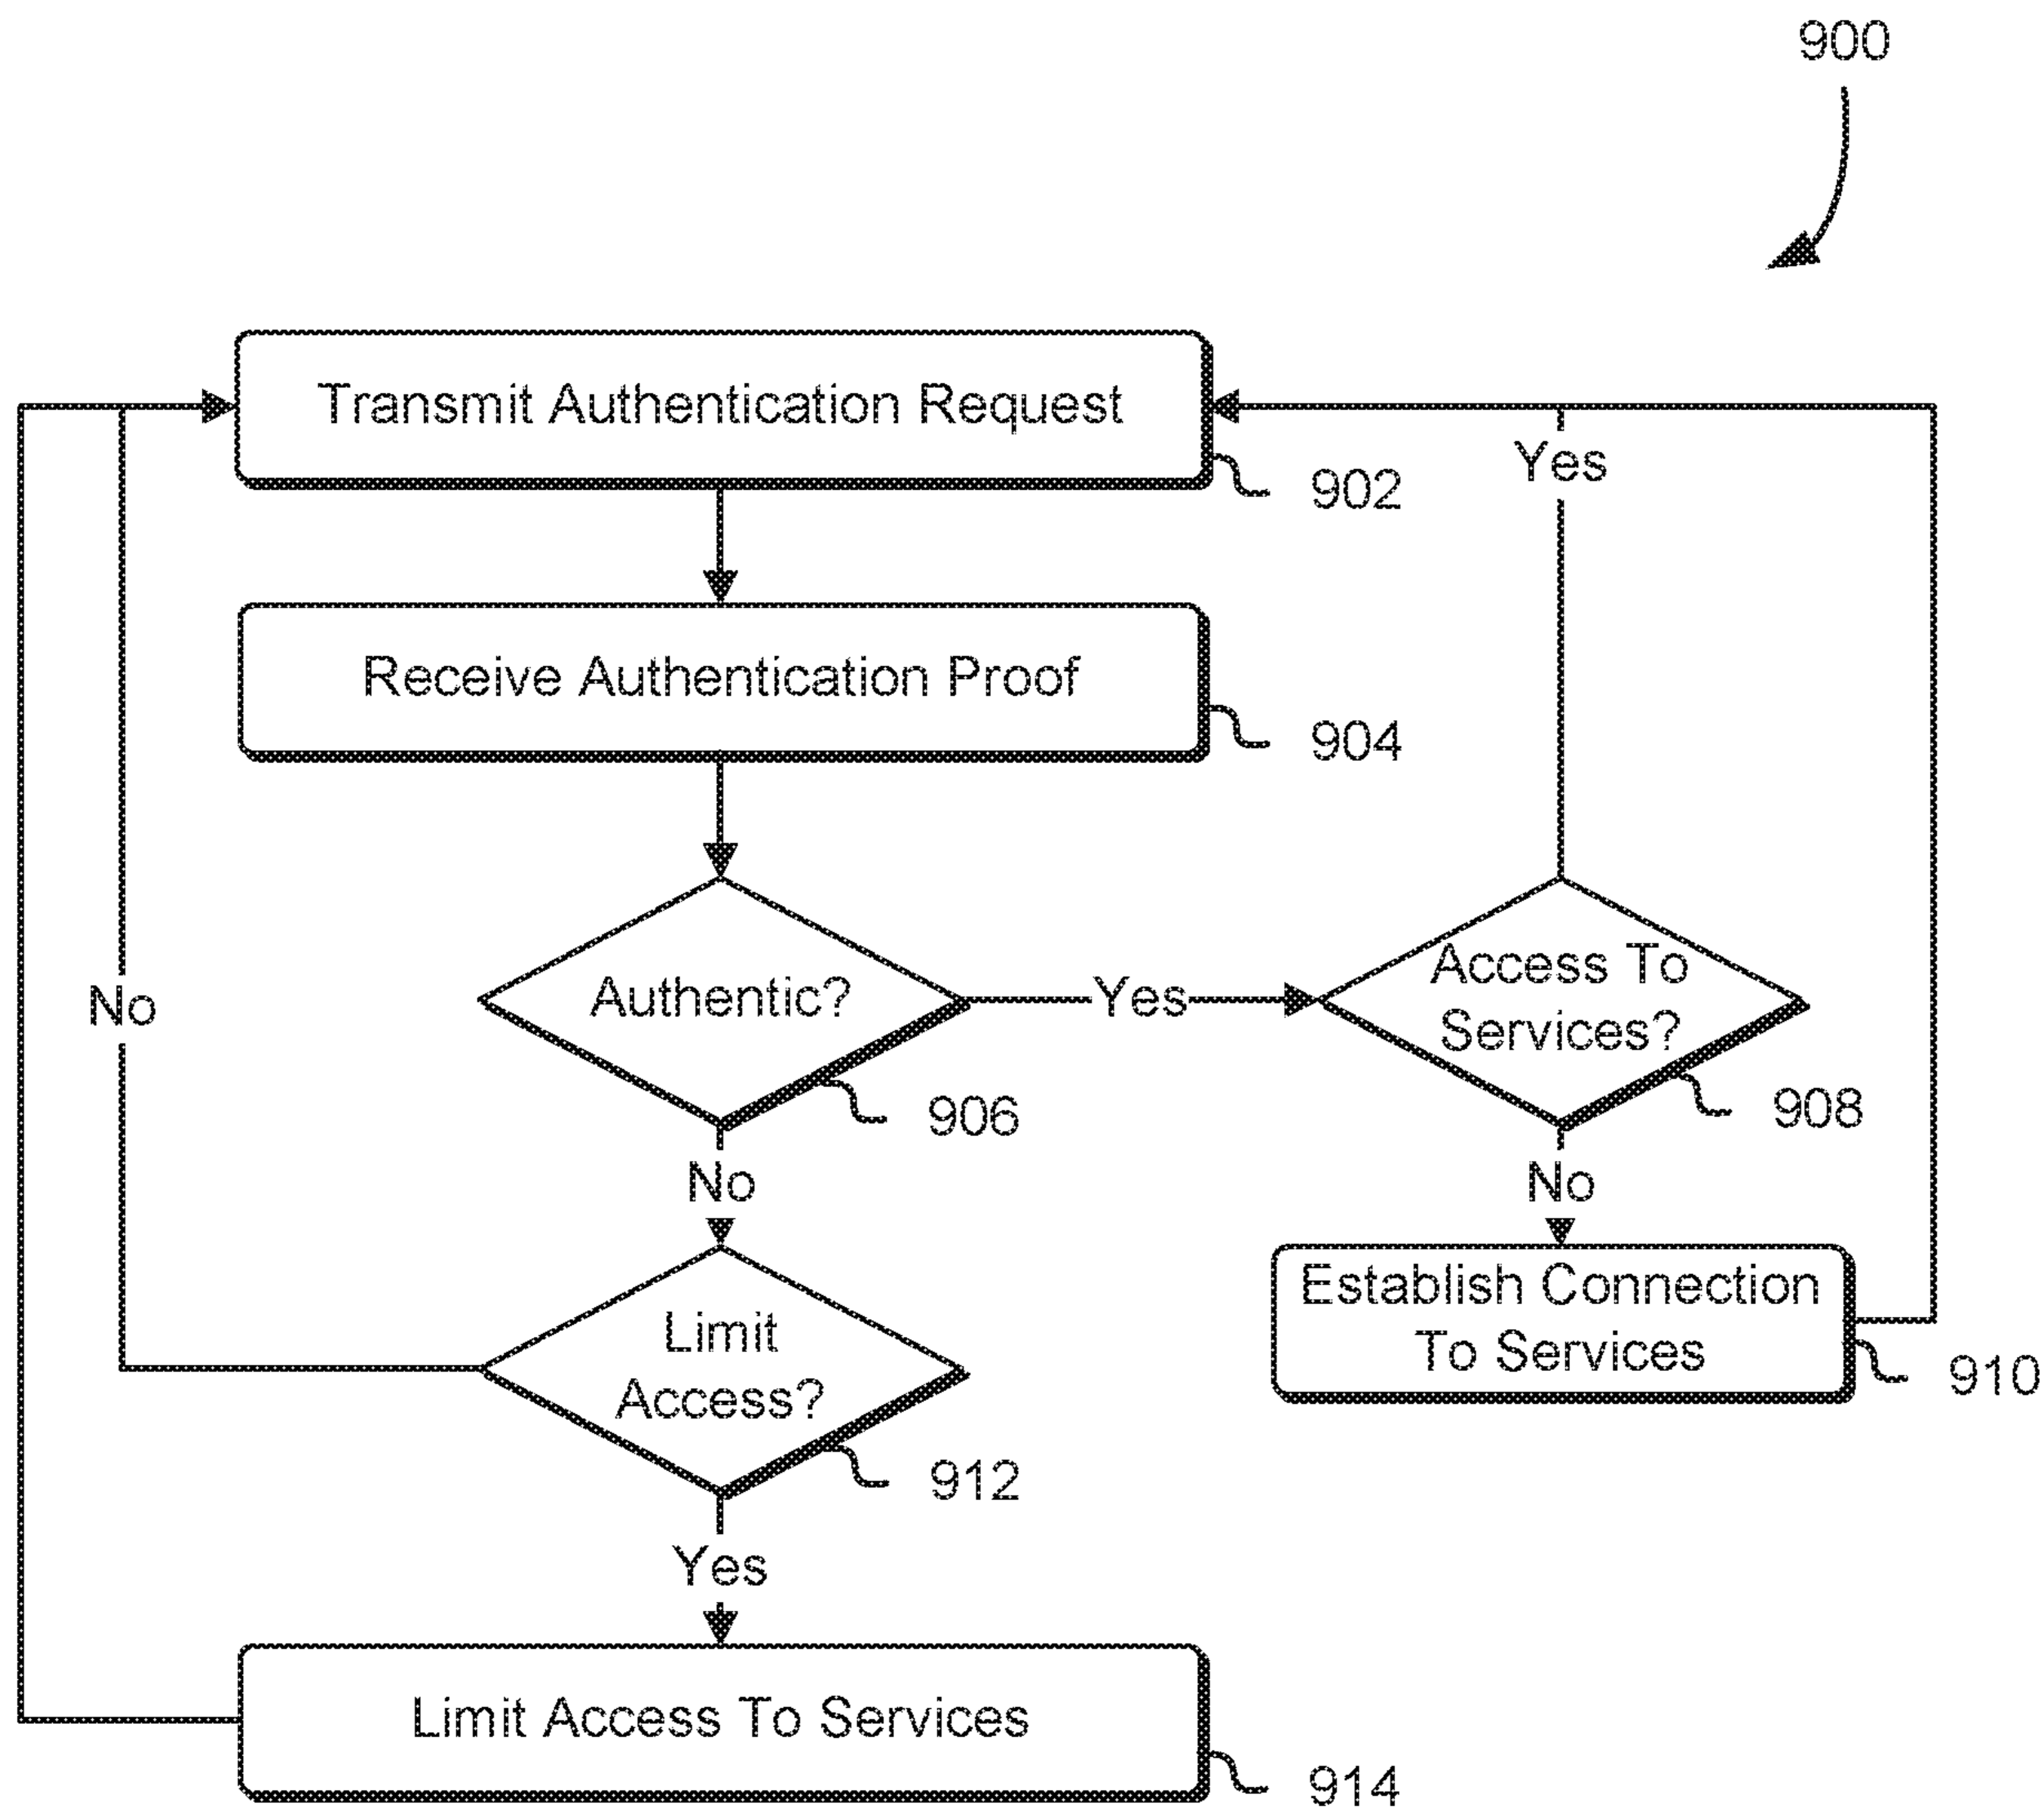 900
Transmit Authentication Request
902
Yes
Receive Authentication Proof
904
Authentic?
906
Yes
Access To
Services?
908
No
No
No
Establish Connection
To Services
910
Limit
Access?
912
Yes
Limit Access To Services
914